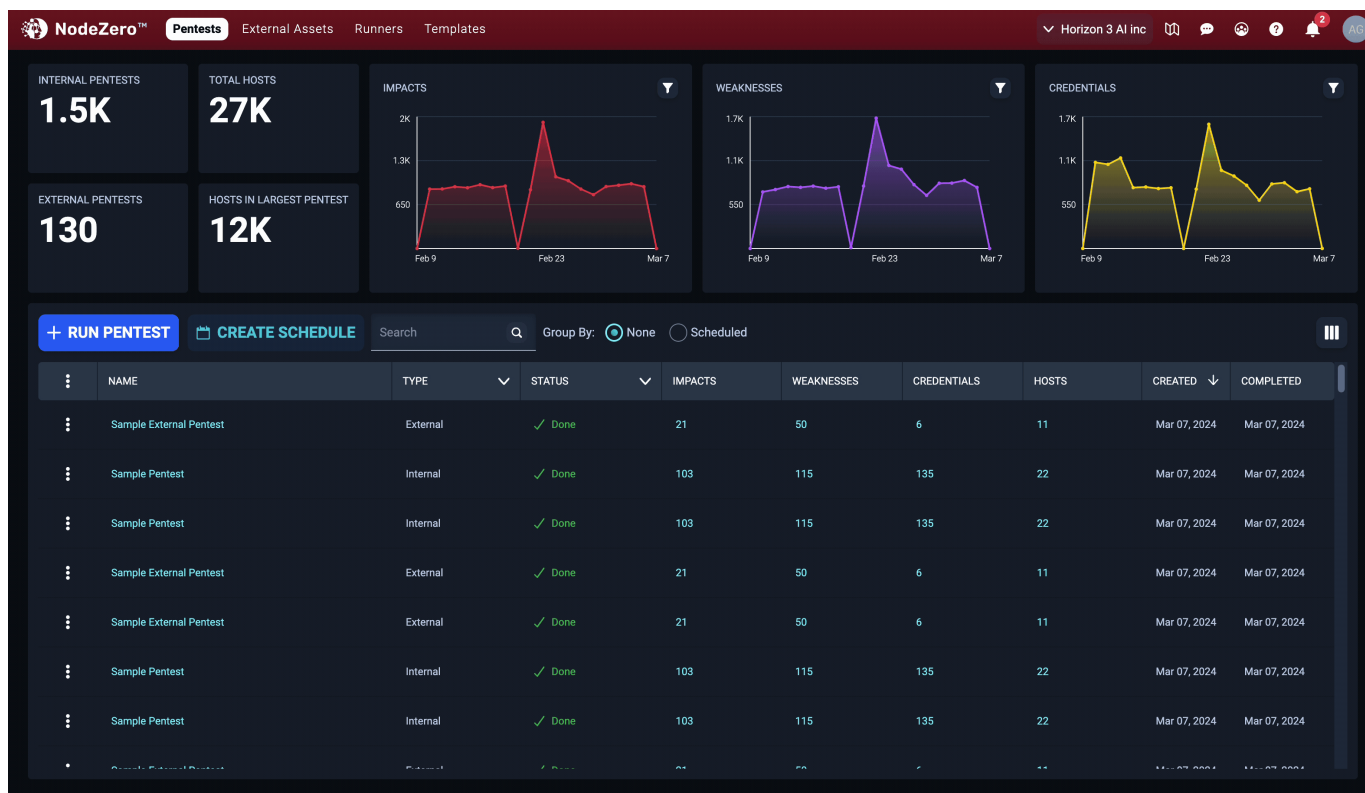 NodeZero™ Pentests External Assets Runners Templates Horizon 3 AI inc 2 AG
INTERNAL PENTESTS
1.5K
TOTAL HOSTS
27K
EXTERNAL PENTESTS
130
HOSTS IN LARGEST PENTEST
12K
IMPACTS
2K
1.3K
650
Feb 9 Feb 23 Mar 7
WEAKNESSES
1.7K
1.1K
550
Feb 9 Feb 23 Mar 7
CREDENTIALS
1.7K
1.1K
550
Feb 9 Feb 23 Mar 7
+ RUN PENTEST CREATE SCHEDULE Search Group By: None Scheduled
NAME TYPE STATUS IMPACTS WEAKNESSES CREDENTIALS HOSTS CREATED COMPLETED
Sample External Pentest External Done 21 50 6 11 Mar 07, 2024 Mar 07, 2024
Sample Pentest Internal Done 103 115 135 22 Mar 07, 2024 Mar 07, 2024
Sample Pentest Internal Done 103 115 135 22 Mar 07, 2024 Mar 07, 2024
Sample External Pentest External Done 21 50 6 11 Mar 07, 2024 Mar 07, 2024
Sample External Pentest External Done 21 50 6 11 Mar 07, 2024 Mar 07, 2024
Sample Pentest Internal Done 103 115 135 22 Mar 07, 2024 Mar 07, 2024
Sample Pentest Internal Done 103 115 135 22 Mar 07, 2024 Mar 07, 2024